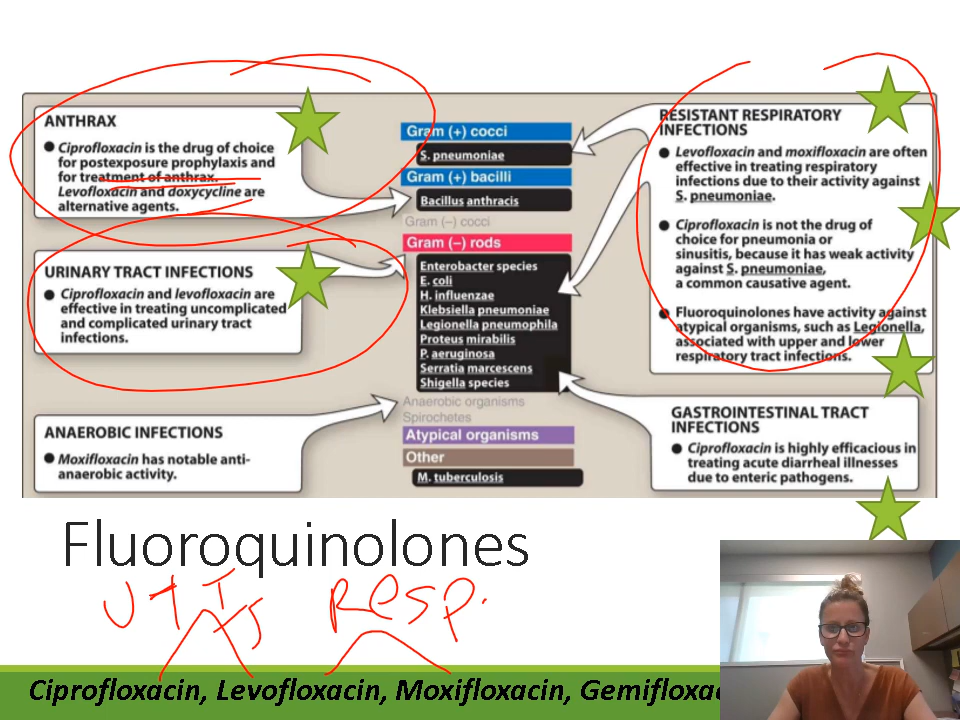 ANTHRAX
● Ciprofloxacin is the drug of choice
for postexposure prophylaxis and
for treatment of anthrax.
Levofloxacin and doxycycline are
alternative agents.
URINARY TRACT INFECTIONS
● Ciprofloxacin and levofloxacin are
effective in treating uncomplicated
and complicated urinary tract
infections.
ANAEROBIC INFECTIONS
● Moxifloxacin has notable anti-
anaerobic activity.
Gram (+) cocci
S. pneumoniae
Gram (+) bacilli
Bacillus anthracis
Gram (–) cocci
Gram (–) rods
Enterobacter species
E. coli
H. influenzae
Klebsiella pneumoniae
Legionella pneumophila
Proteus mirabilis
P. aeruginosa
Serratia marcescens
Shigella species
Anaerobic organisms
Spirochetes
Atypical organisms
Other
M. tuberculosis
RESISTANT RESPIRATORY
INFECTIONS
● Levofloxacin and moxifloxacin are often
effective in treating respiratory
infections due to their activity against
S. pneumoniae.
● Ciprofloxacin is not the drug of
choice for pneumonia or
sinusitis, because it has weak activity
against S. pneumoniae,
a common causative agent.
● Fluoroquinolones have activity against
atypical organisms, such as Legionella,
associated with upper and lower
respiratory tract infections.
GASTROINTESTINAL TRACT
INFECTIONS
● Ciprofloxacin is highly efficacious in
treating acute diarrheal illnesses
due to enteric pathogens.
Fluoroquinolones
UTIs Resp.
Ciprofloxacin, Levofloxacin, Moxifloxacin,